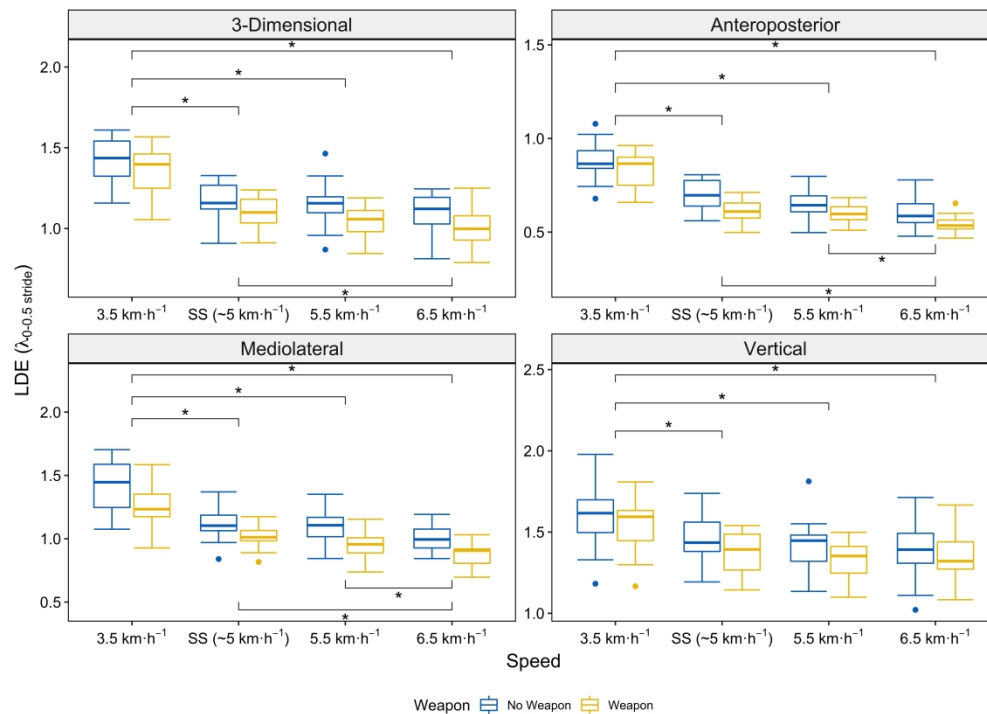 3-Dimensional
Anteroposterior
* * * *
2.0
1.5
1.0
3.5 km·h⁻¹ SS (~5 km·h⁻¹) 5.5 km·h⁻¹ 6.5 km·h⁻¹
* * * * *
1.5
1.0
0.5
3.5 km·h⁻¹ SS (~5 km·h⁻¹) 5.5 km·h⁻¹ 6.5 km·h⁻¹
LDE (λ₀₋₀.₅ stride)
Mediolateral
Vertical
* * * * *
2.0
1.5
1.0
0.5
3.5 km·h⁻¹ SS (~5 km·h⁻¹) 5.5 km·h⁻¹ 6.5 km·h⁻¹
* * *
2.5
2.0
1.5
1.0
3.5 km·h⁻¹ SS (~5 km·h⁻¹) 5.5 km·h⁻¹ 6.5 km·h⁻¹
Speed
Weapon No Weapon Weapon